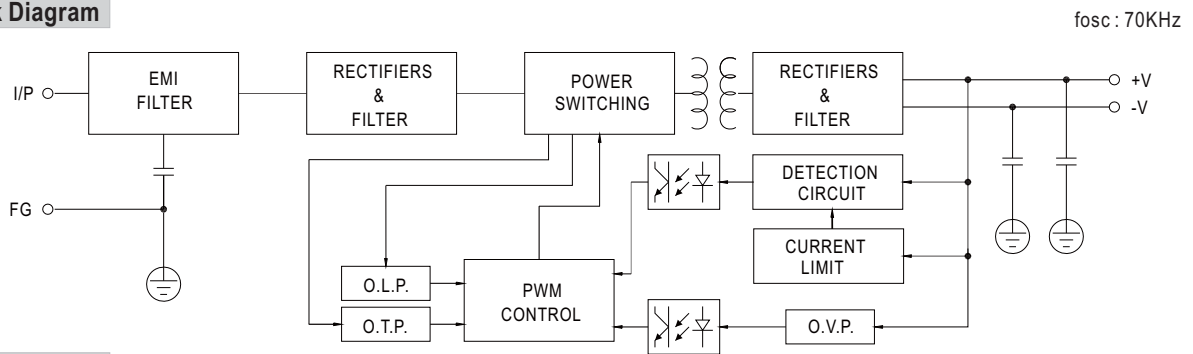 k Diagram
fosc : 70KHz
I/P
EMI
FILTER
RECTIFIERS
&
FILTER
POWER
SWITCHING
RECTIFIERS
&
FILTER
+V
-V
DETECTION
CIRCUIT
FG
CURRENT
LIMIT
O.L.P.
PWM
CONTROL
O.T.P.
O.V.P.